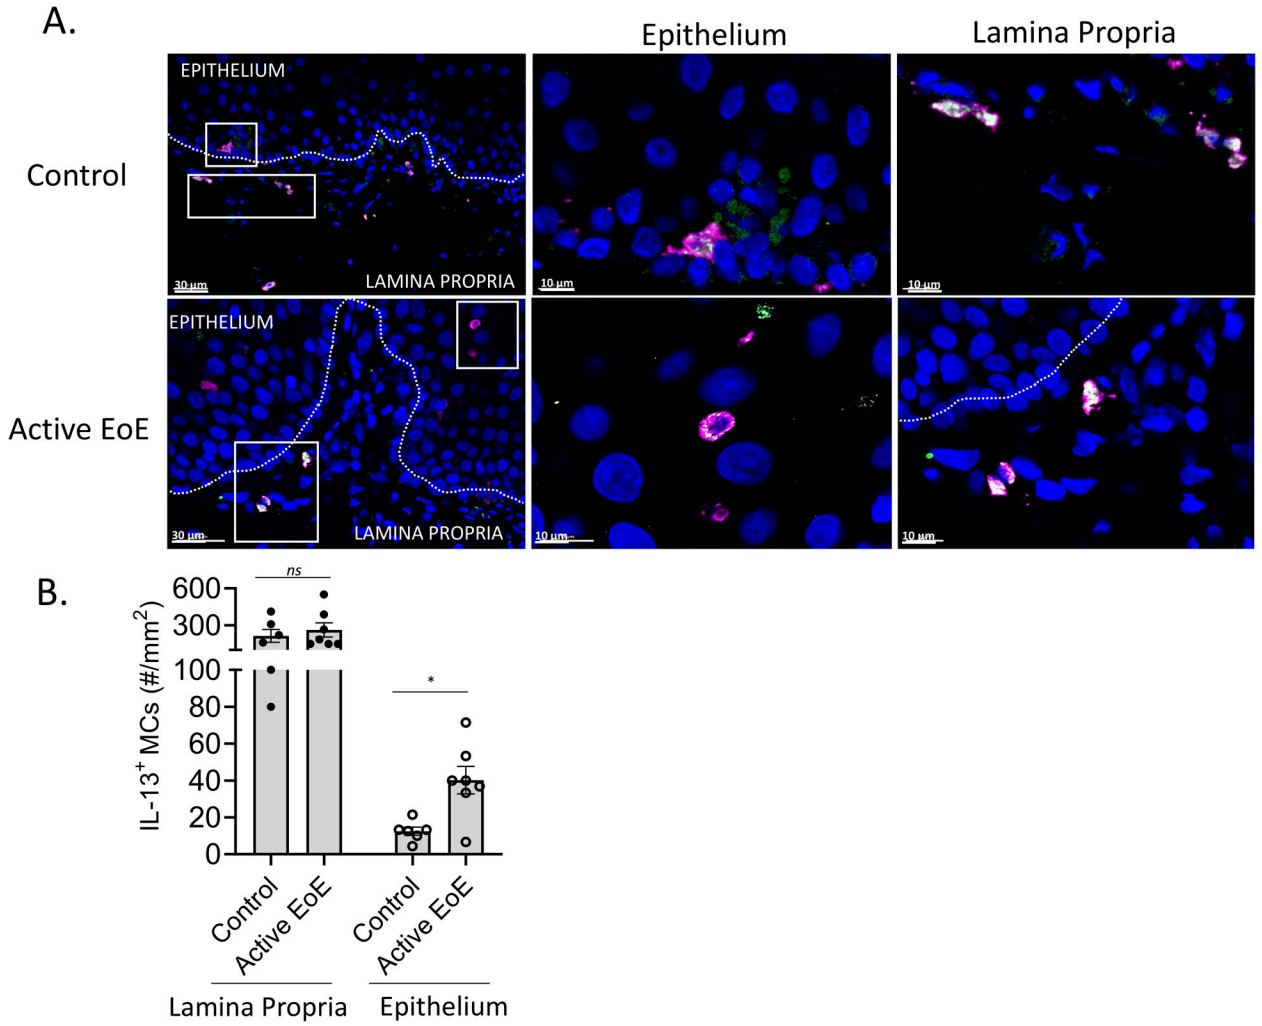 A.
Epithelium
Lamina Propria
Control
EPITHELIUM
LAMINA PROPRIA
30 µm
10 µm
10 µm
Active EoE
EPITHELIUM
LAMINA PROPRIA
30 µm
10 µm
10 µm
B.
IL-13+ MCs (#/mm2)
600
300
100
80
60
40
20
0
ns
*
Control
Active EoE
Control
Active EoE
Lamina Propria
Epithelium